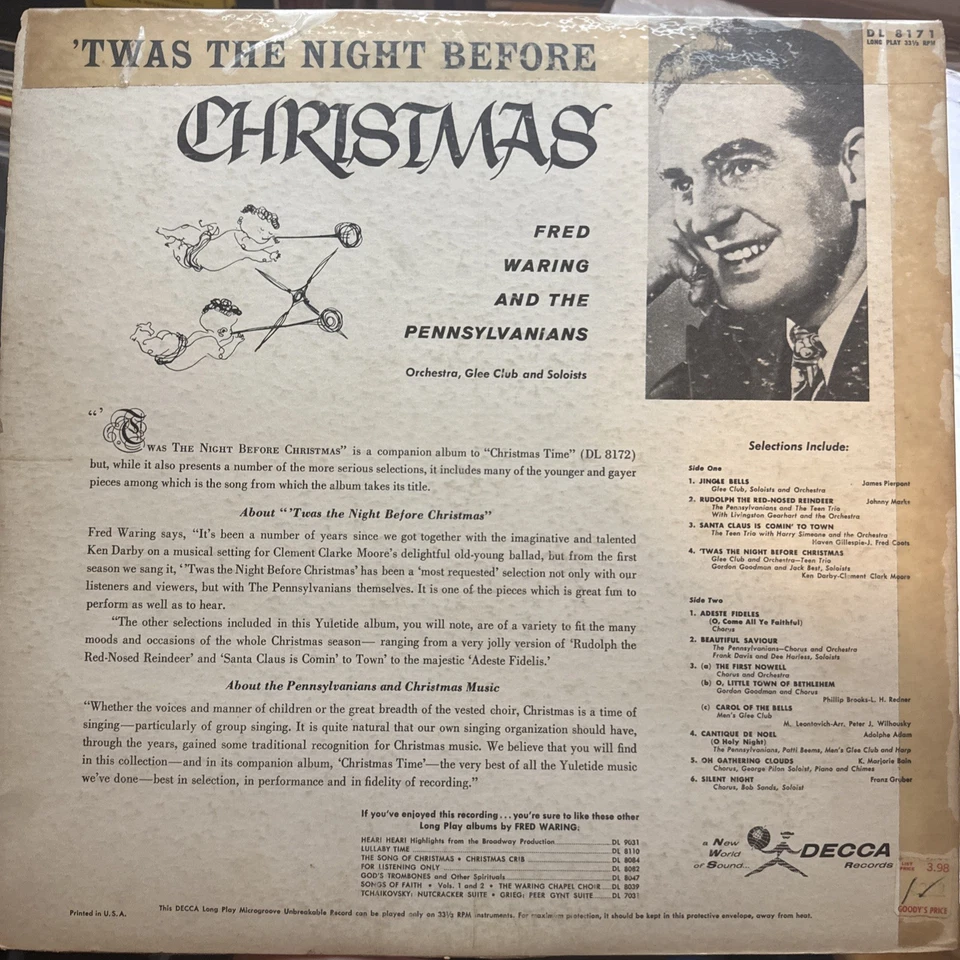 'TWAS THE NIGHT BEFORE
CHRISTMAS
DL 8171
LONG PLAY 33⅓ RPM
FRED
WARING
AND THE
PENNSYLVANIANS
Orchestra, Glee Club and Soloists
“ ’TWAS THE NIGHT BEFORE CHRISTMAS” is a companion album to “Christmas Time” (DL 8172)
but, while it also presents a number of the more serious selections, it includes many of the younger and gayer
pieces among which is the song from which the album takes its title.
About “ ’Twas the Night Before Christmas”
Fred Waring says, “It’s been a number of years since we got together with the imaginative and talented
Ken Darby on a musical setting for Clement Clarke Moore’s delightful old-young ballad, but from the first
season we sang it, ‘ ’Twas the Night Before Christmas’ has been a ‘most requested’ selection not only with our
listeners and viewers, but with The Pennsylvanians themselves. It is one of the pieces which is great fun to
perform as well as to hear.
“The other selections included in this Yuletide album, you will note, are of a variety to fit the many
moods and occasions of the whole Christmas season— ranging from a very jolly version of ‘Rudolph the
Red-Nosed Reindeer’ and ‘Santa Claus is Comin’ to Town’ to the majestic ‘Adeste Fidelis.’
About the Pennsylvanians and Christmas Music
“Whether the voices and manner of children or the great breadth of the vested choir, Christmas is a time of
singing—particularly of group singing. It is quite natural that our own singing organization should have,
through the years, gained some traditional recognition for Christmas music. We believe that you will find
in this collection—and in its companion album, ‘Christmas Time’—the very best of all the Yuletide music
we’ve done—best in selection, in performance and in fidelity of recording.”
Selections Include:
Side One
1. JINGLE BELLS James Pierpont
Glee Club, Soloists and Orchestra
2. RUDOLPH THE RED-NOSED REINDEER Johnny Marks
The Pennsylvanians and The Teen Trio
With Livingston Gearhart and the Orchestra
3. SANTA CLAUS IS COMIN' TO TOWN
The Teen Trio with Harry Simeone and the Orchestra
Haven Gillespie-J. Fred Coots
4. 'TWAS THE NIGHT BEFORE CHRISTMAS
Glee Club and Orchestra—Teen Trio
Gordon Goodman and Jack Best, Soloists
Ken Darby-Clement Clark Moore
Side Two
1. ADESTE FIDELES
(O, Come All Ye Faithful)
Chorus
2. BEAUTIFUL SAVIOUR
The Pennsylvanians—Chorus and Orchestra
Frank Davis and Dee Harless, Soloists
3. (a) THE FIRST NOWELL
Chorus and Orchestra
(b) O, LITTLE TOWN OF BETHLEHEM
Gordon Goodman and Chorus
Phillip Brooks-L. H. Redner
(c) CAROL OF THE BELLS
Men's Glee Club
M. Leontovich-Arr. Peter J. Wilhousky
4. CANTIQUE DE NOEL Adolphe Adam
(O Holy Night)
The Pennsylvanians, Patti Beems, Men's Glee Club and Harp
5. OH GATHERING CLOUDS K. Marjorie Bain
Chorus, George Pilon Soloist, Piano and Chimes
6. SILENT NIGHT Franz Gruber
Chorus, Bob Sands, Soloist
If you've enjoyed this recording...you're sure to like these other
Long Play albums by FRED WARING:
HEAR! HEAR! Highlights from the Broadway Production DL 9031
LULLABY TIME DL 8110
THE SONG OF CHRISTMAS • CHRISTMAS CRIB DL 8084
FOR LISTENING ONLY DL 8082
GOD'S TROMBONES and Other Spirituals DL 8047
SONGS OF FAITH • Vols. 1 and 2 • THE WARING CHAPEL CHOIR DL 8039
TCHAIKOVSKY: NUTCRACKER SUITE • GRIEG: PEER GYNT SUITE DL 7031
a New
World
of Sound...
DECCA
Records
LIST
PRICE 3.98
GOODY'S PRICE
Printed in U. S. A.
This DECCA Long Play Microgroove Unbreakable Record can be played only on 33⅓ RPM instruments. For maximum protection, it should be kept in this protective envelope, away from heat.